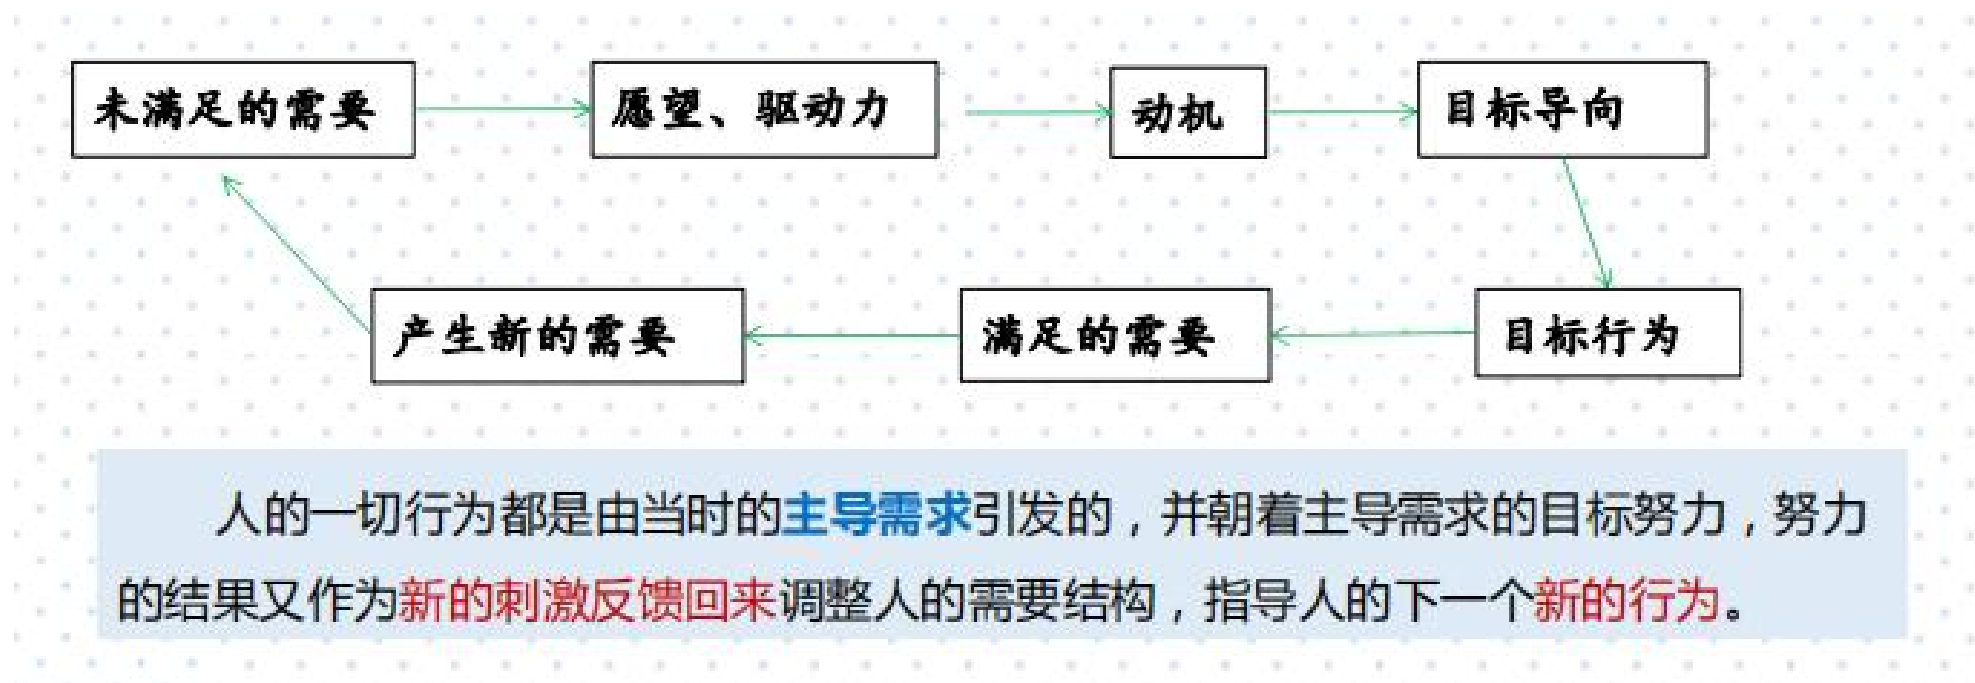 未满足的需要
愿望、驱动力
动机
目标导向
目标行为
满足的需要
产生新的需要
人的一切行为都是由当时的主导需求引发的，并朝着主导需求的目标努力，努力
的结果又作为新的刺激反馈回来调整人的需要结构，指导人的下一个新的行为。